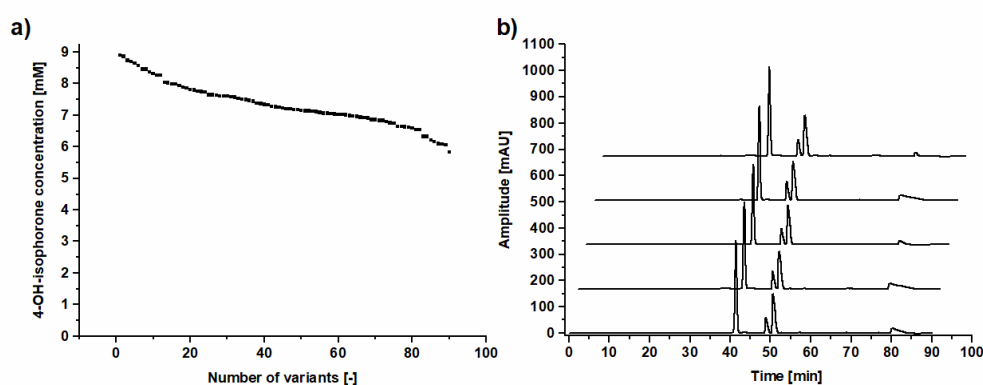 a)
4-OH-isophorone concentration [mM]
9
8
7
6
5
4
3
2
1
0
0 20 40 60 80 100
Number of variants [-]
b)
Amplitude [mAU]
1100
1000
900
800
700
600
500
400
300
200
100
0
0 10 20 30 40 50 60 70 80 90 100
Time [min]